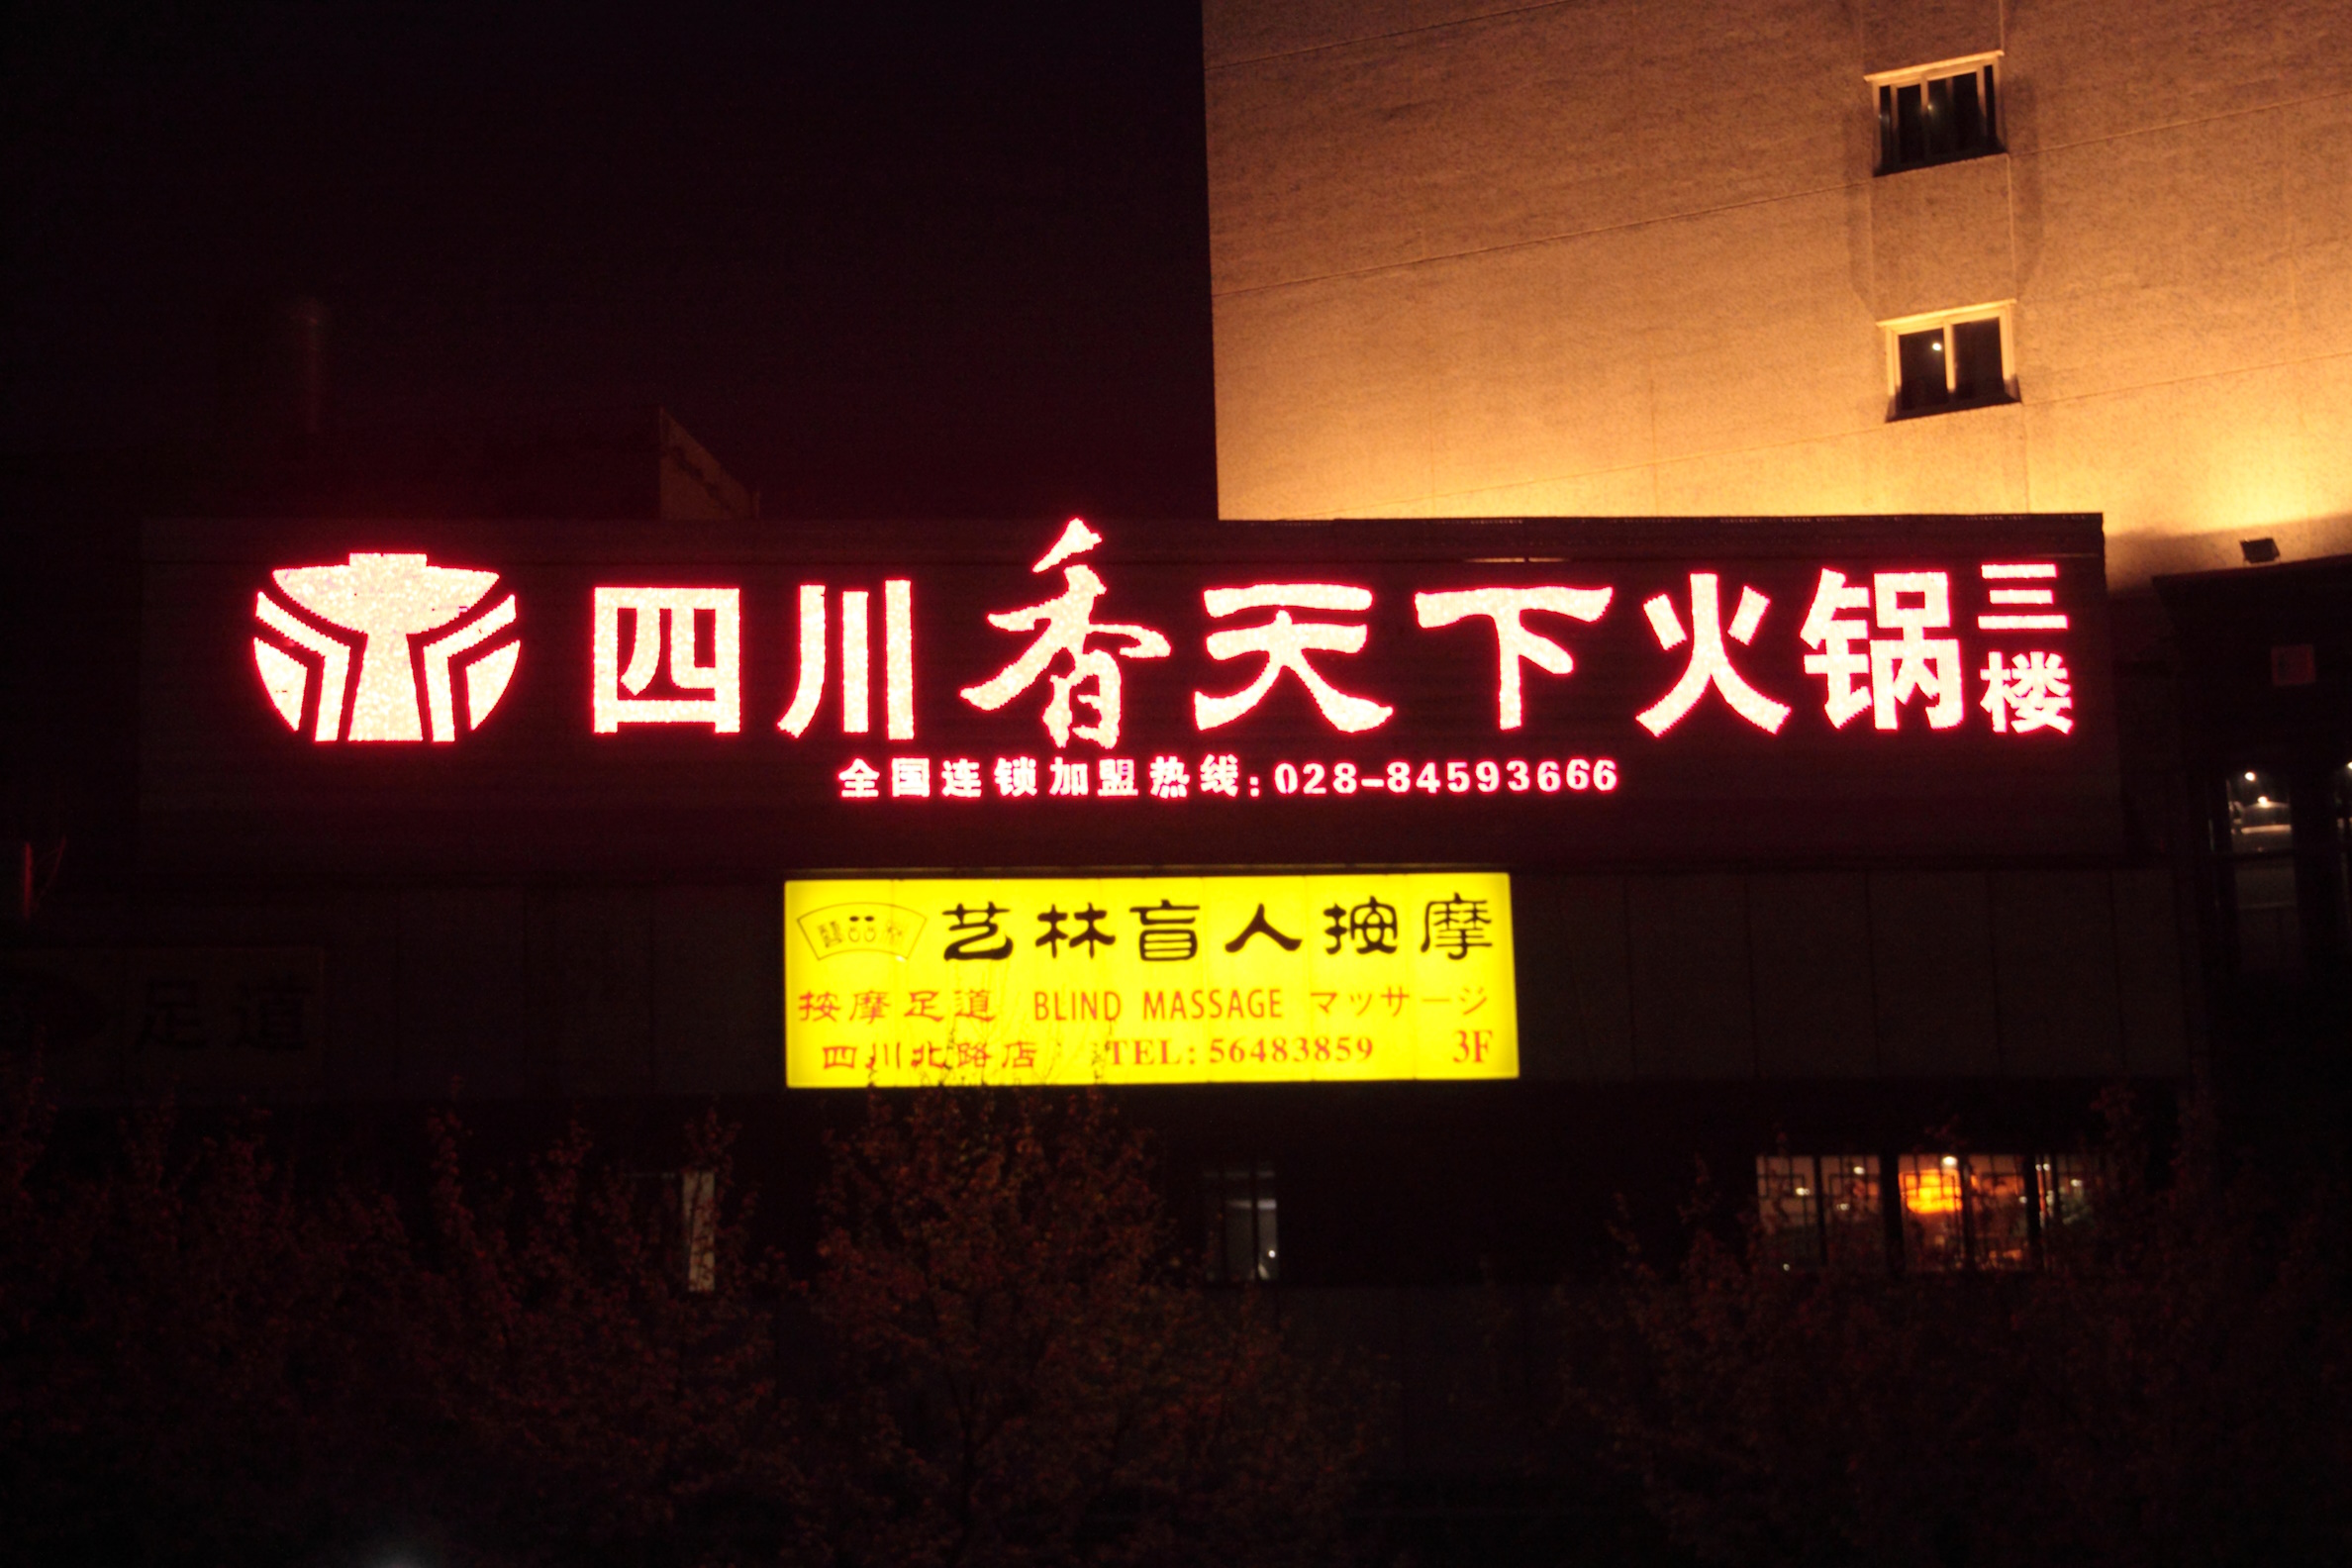 四川香天下火锅三楼
全国连锁加盟热线:028-84593666
艺林盲人按摩
按摩足道 BLIND MASSAGE マッサージ
四川北路店 TEL: 56483859 3F
足道